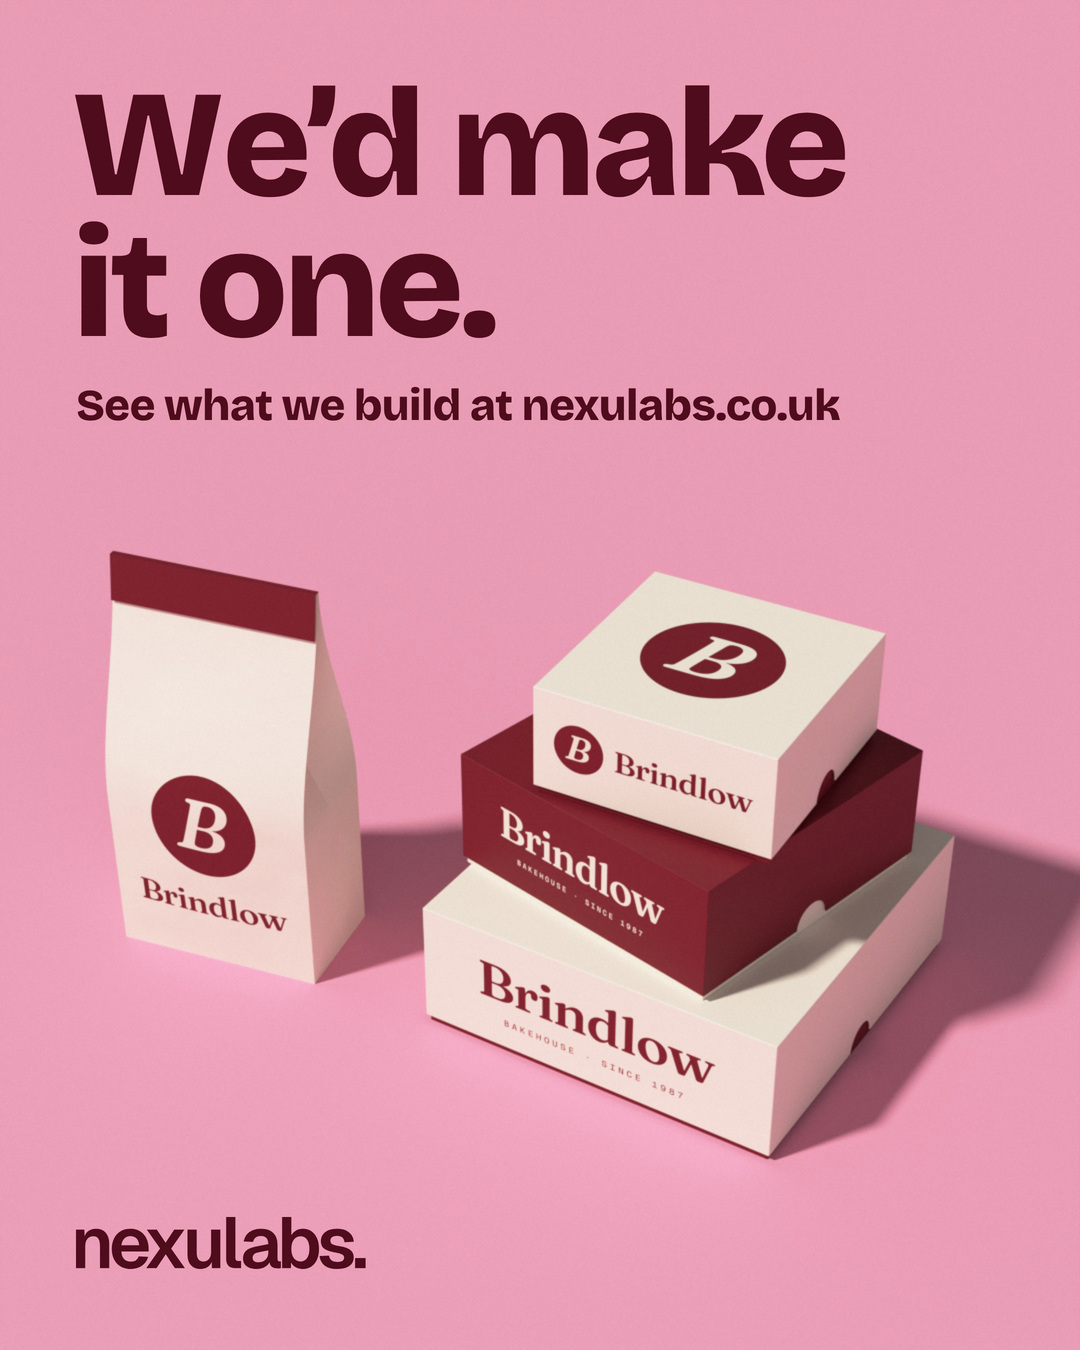 We’d make
it one.
See what we build at nexulabs.co.uk
B
Brindlow
B
B Brindlow
Brindlow
BAKEHOUSE · SINCE 1987
Brindlow
BAKEHOUSE · SINCE 1987
nexulabs.